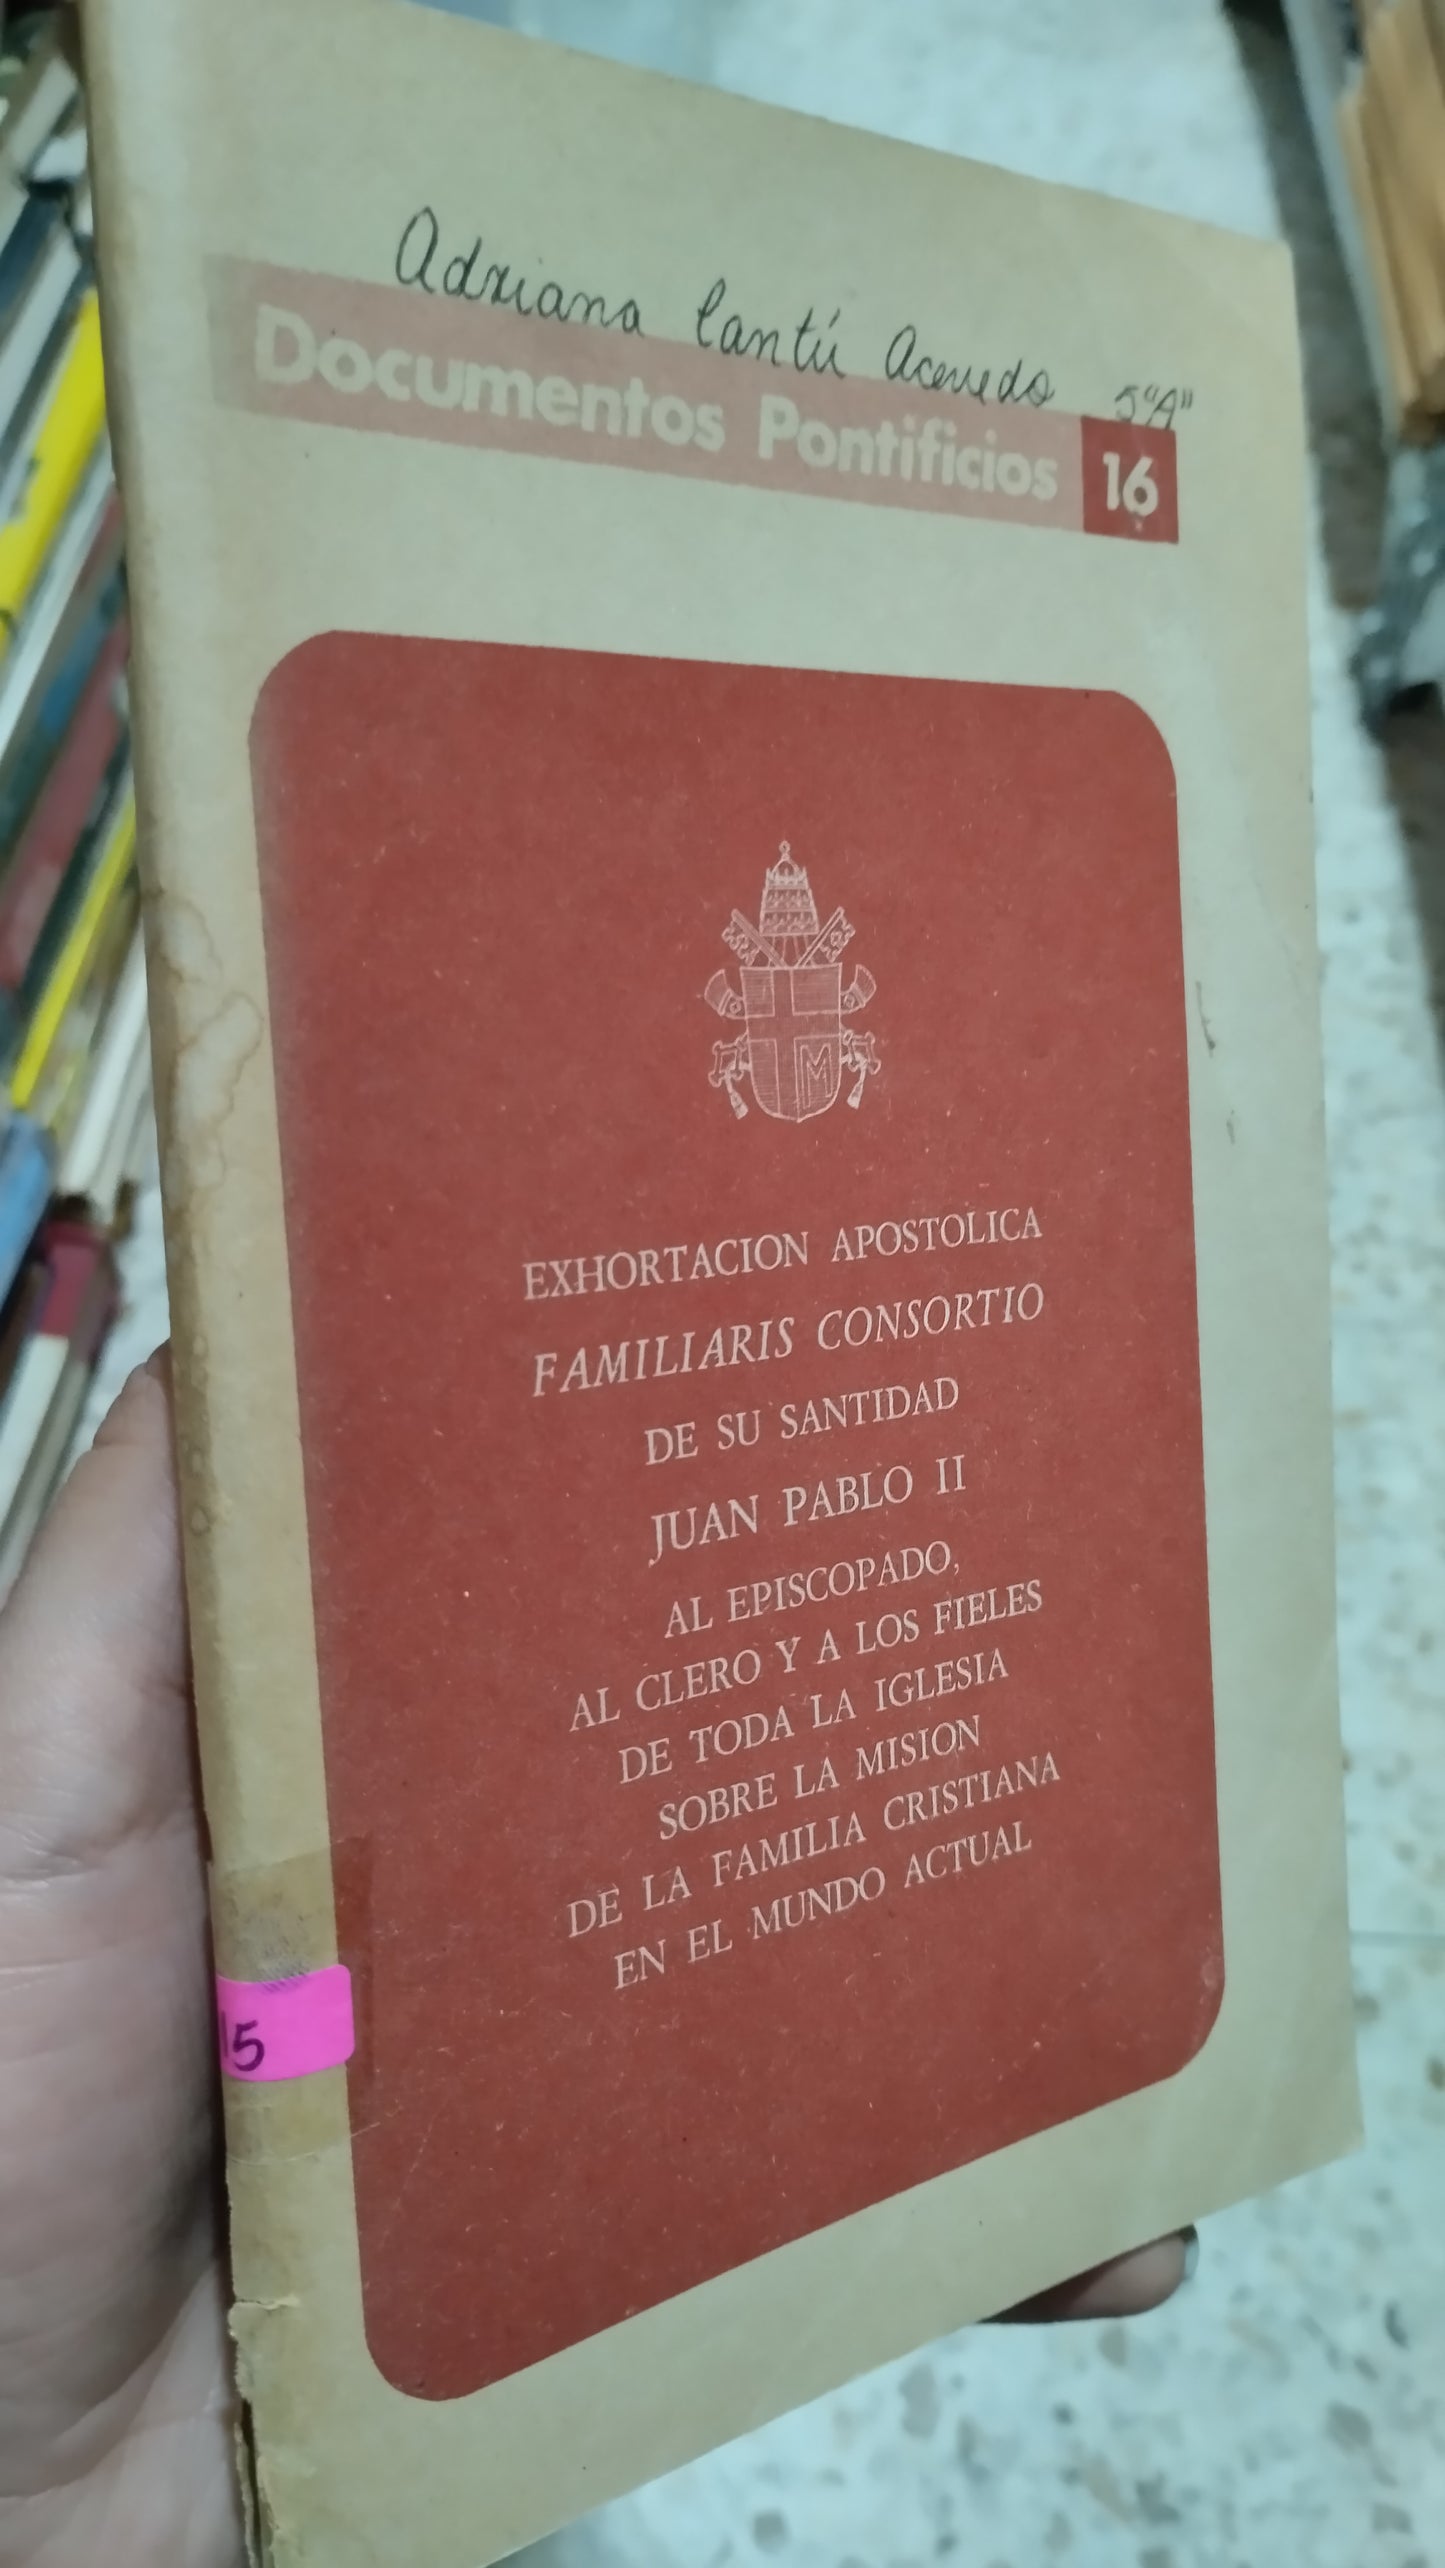 Adriana Cantú Acevedo 5"A"
Documentos Pontificios 16
M
EXHORTACION APOSTOLICA
FAMILIARIS CONSORTIO
DE SU SANTIDAD
JUAN PABLO II
AL EPISCOPADO,
AL CLERO Y A LOS FIELES
DE TODA LA IGLESIA
SOBRE LA MISION
DE LA FAMILIA CRISTIANA
EN EL MUNDO ACTUAL
15